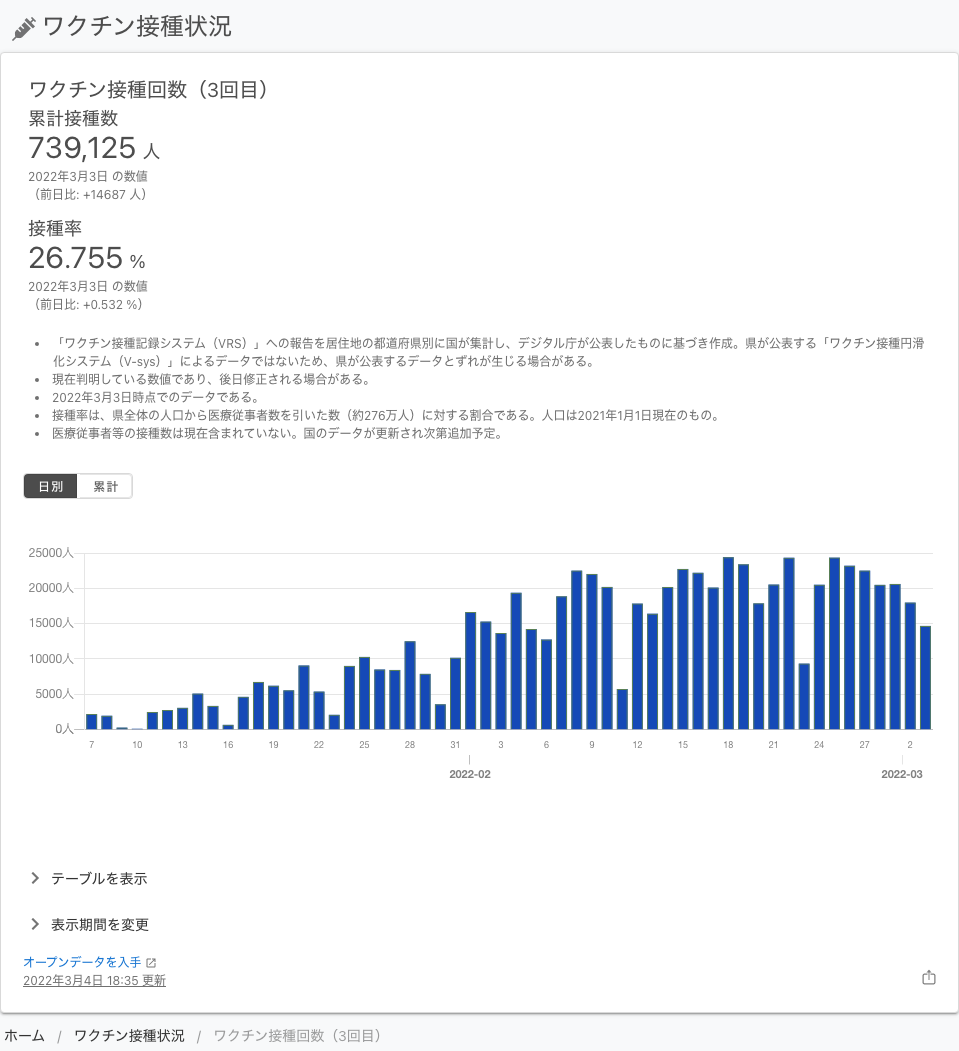 ワクチン接種状況
ワクチン接種回数（3回目）
累計接種数
739,125 人
2022年3月3日 の数値
（前日比: +14687 人）
接種率
26.755 %
2022年3月3日 の数値
（前日比: +0.532 %）
「ワクチン接種記録システム（VRS）」への報告を居住地の都道府県別に国が集計し、デジタル庁が公表したものに基づき作成。県が公表する「ワクチン接種円滑
化システム（V-sys）」によるデータではないため、県が公表するデータとずれが生じる場合がある。
現在判明している数値であり、後日修正される場合がある。
2022年3月3日時点でのデータである。
接種率は、県全体の人口から医療従事者数を引いた数（約276万人）に対する割合である。人口は2021年1月1日現在のもの。
医療従事者等の接種数は現在含まれていない。国のデータが更新され次第追加予定。
日別 累計
25000人
20000人
15000人
10000人
5000人
0人
7 10 13 16 19 22 25 28 31 3 6 9 12 15 18 21 24 27 2
2022-02 2022-03
テーブルを表示
表示期間を変更
オープンデータを入手
2022年3月4日 18:35 更新
ホーム / ワクチン接種状況 / ワクチン接種回数（3回目）